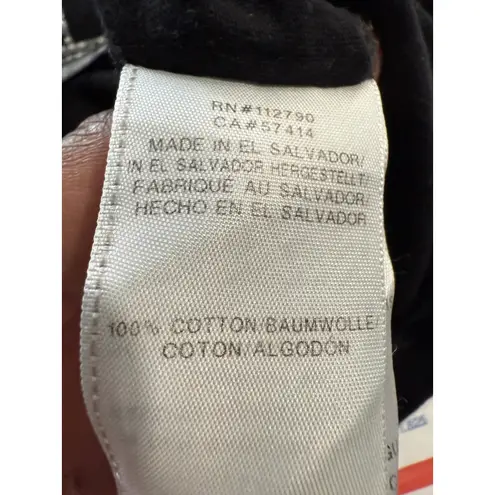 RN#112790
CA#57414
MADE IN EL SALVADOR/
IN EL SALVADOR HERGESTELLT/
FABRIQUÉ AU SALVADOR/
HECHO EN EL SALVADOR
100% COTTON/BAUMWOLLE/
COTON/ALGODÓN